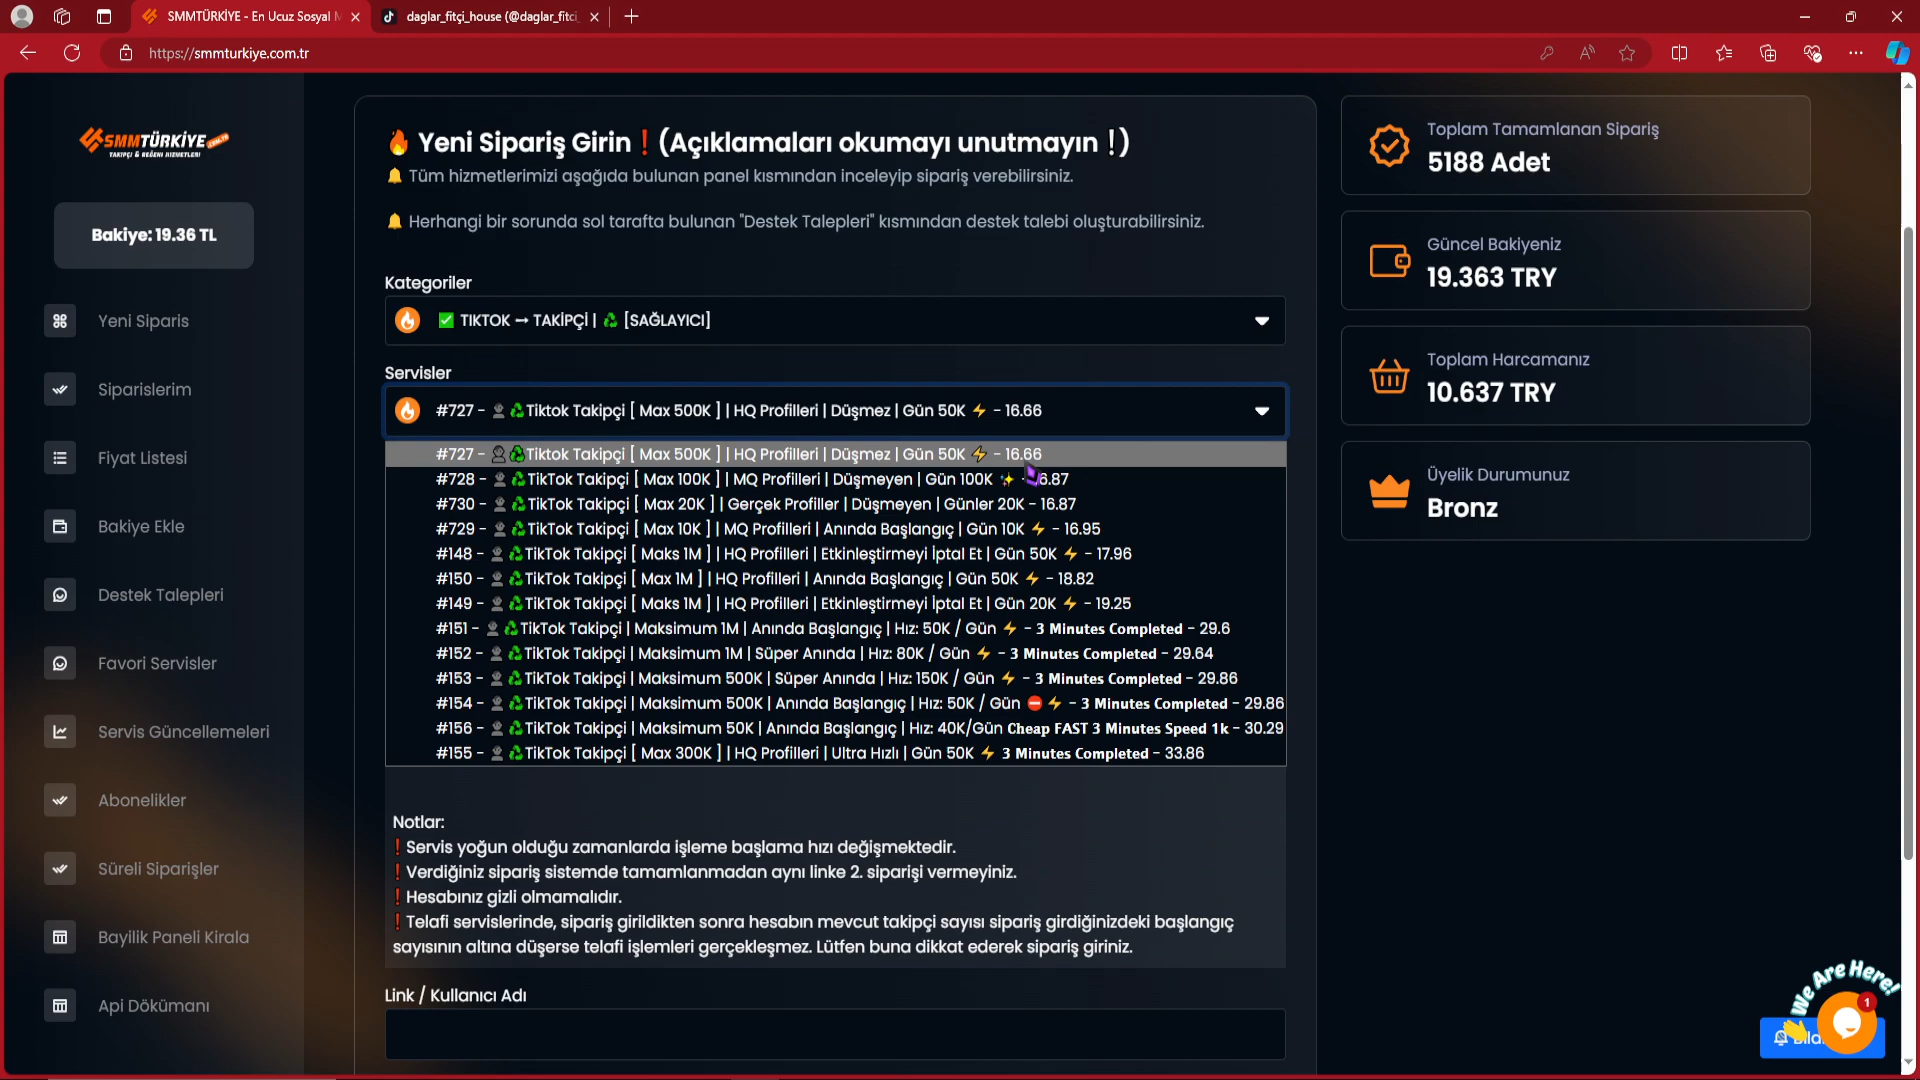 SMMTÜRKİYE - En Ucuz Sosyal M
daglar_fitçi_house (@daglar_fitci_
https://smmturkiye.com.tr
SMMTÜRKİYE .COM.TR
TAKİPÇİ & BEĞENİ HİZMETLERİ
Bakiye: 19.36 TL
Yeni Siparis
Siparislerim
Fiyat Listesi
Bakiye Ekle
Destek Talepleri
Favori Servisler
Servis Güncellemeleri
Abonelikler
Süreli Siparişler
Bayilik Paneli Kirala
Api Dökümanı
🔥 Yeni Sipariş Girin❗(Açıklamaları okumayı unutmayın❕)
🔔 Tüm hizmetlerimizi aşağıda bulunan panel kısmından inceleyip sipariş verebilirsiniz.
🔔 Herhangi bir sorunda sol tarafta bulunan "Destek Talepleri" kısmından destek talebi oluşturabilirsiniz.
Kategoriler
✅ TIKTOK ➙ TAKİPÇİ | ♻️ [SAĞLAYICI]
Servisler
#727 - 👤♻️Tiktok Takipçi [ Max 500K ] | HQ Profilleri | Düşmez | Gün 50K ⚡ - 16.66
#727 - 👤♻️Tiktok Takipçi [ Max 500K ] | HQ Profilleri | Düşmez | Gün 50K ⚡ - 16.66
#728 - 👤♻️TikTok Takipçi [ Max 100K ] | MQ Profilleri | Düşmeyen | Gün 100K ✨ - 6.87
#730 - 👤♻️TikTok Takipçi [ Max 20K ] | Gerçek Profiller | Düşmeyen | Günler 20K - 16.87
#729 - 👤♻️TikTok Takipçi [ Max 10K ] | MQ Profilleri | Anında Başlangıç | Gün 10K ⚡ - 16.95
#148 - 👤♻️TikTok Takipçi [ Maks 1M ] | HQ Profilleri | Etkinleştirmeyi İptal Et | Gün 50K ⚡ - 17.96
#150 - 👤♻️TikTok Takipçi [ Max 1M ] | HQ Profilleri | Anında Başlangıç | Gün 50K ⚡ - 18.82
#149 - 👤♻️TikTok Takipçi [ Maks 1M ] | HQ Profilleri | Etkinleştirmeyi İptal Et | Gün 20K ⚡ - 19.25
#151 - 👤♻️TikTok Takipçi | Maksimum 1M | Anında Başlangıç | Hız: 50K / Gün ⚡ - 3 Minutes Completed - 29.6
#152 - 👤♻️TikTok Takipçi | Maksimum 1M | Süper Anında | Hız: 80K / Gün ⚡ - 3 Minutes Completed - 29.64
#153 - 👤♻️TikTok Takipçi | Maksimum 500K | Süper Anında | Hız: 150K / Gün ⚡ - 3 Minutes Completed - 29.86
#154 - 👤♻️TikTok Takipçi | Maksimum 500K | Anında Başlangıç | Hız: 50K / Gün ⛔⚡ - 3 Minutes Completed - 29.86
#156 - 👤♻️TikTok Takipçi | Maksimum 50K | Anında Başlangıç | Hız: 40K/Gün Cheap FAST 3 Minutes Speed 1k - 30.29
#155 - 👤♻️TikTok Takipçi [ Max 300K ] | HQ Profilleri | Ultra Hızlı | Gün 50K ⚡ 3 Minutes Completed - 33.86
Notlar:
❗Servis yoğun olduğu zamanlarda işleme başlama hızı değişmektedir.
❗Verdiğiniz sipariş sistemde tamamlanmadan aynı linke 2. siparişi vermeyiniz.
❗Hesabınız gizli olmamalıdır.
❗Telafi servislerinde, sipariş girildikten sonra hesabın mevcut takipçi sayısı sipariş girdiğinizdeki başlangıç
sayısının altına düşerse telafi işlemleri gerçekleşmez. Lütfen buna dikkat ederek sipariş giriniz.
Link / Kullanıcı Adı
Toplam Tamamlanan Sipariş
5188 Adet
Güncel Bakiyeniz
19.363 TRY
Toplam Harcamanız
10.637 TRY
Üyelik Durumunuz
Bronz
We Are Here!
1